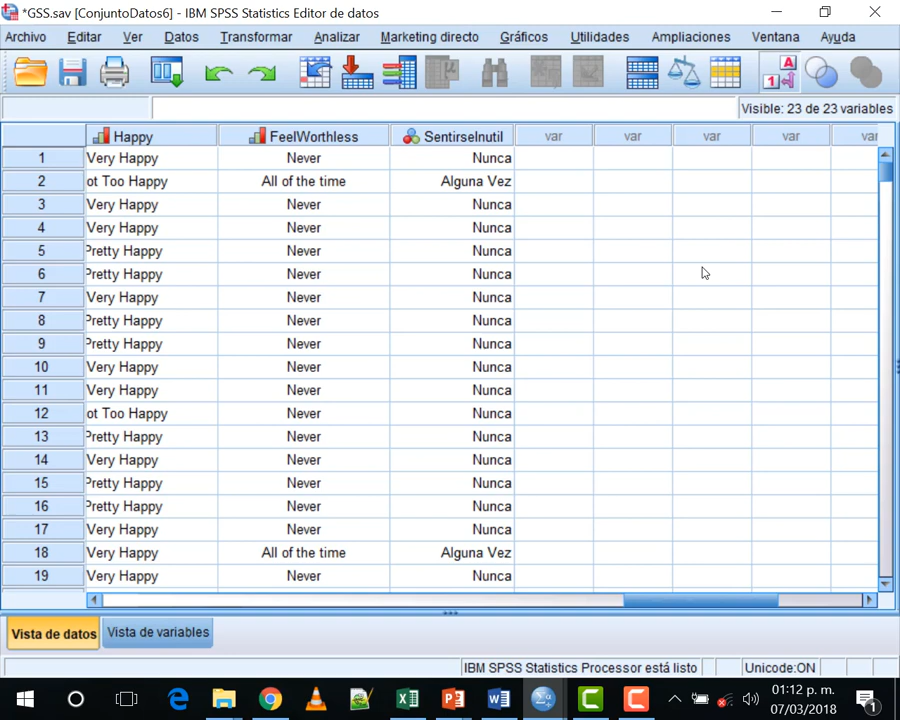 *GSS.sav [ConjuntoDatos6] - IBM SPSS Statistics Editor de datos
Archivo Editar Ver Datos Transformar Analizar Marketing directo Gráficos Utilidades Ampliaciones Ventana Ayuda
Visible: 23 de 23 variables
Happy FeelWorthless SentirseInutil var var var var var
1 Very Happy Never Nunca
2 ot Too Happy All of the time Alguna Vez
3 Very Happy Never Nunca
4 Very Happy Never Nunca
5 Pretty Happy Never Nunca
6 Pretty Happy Never Nunca
7 Very Happy Never Nunca
8 Pretty Happy Never Nunca
9 Pretty Happy Never Nunca
10 Very Happy Never Nunca
11 Very Happy Never Nunca
12 ot Too Happy Never Nunca
13 Pretty Happy Never Nunca
14 Very Happy Never Nunca
15 Pretty Happy Never Nunca
16 Pretty Happy Never Nunca
17 Very Happy Never Nunca
18 Very Happy All of the time Alguna Vez
19 Very Happy Never Nunca
Vista de datos Vista de variables
IBM SPSS Statistics Processor está listo Unicode:ON
01:12 p. m.
07/03/2018
1